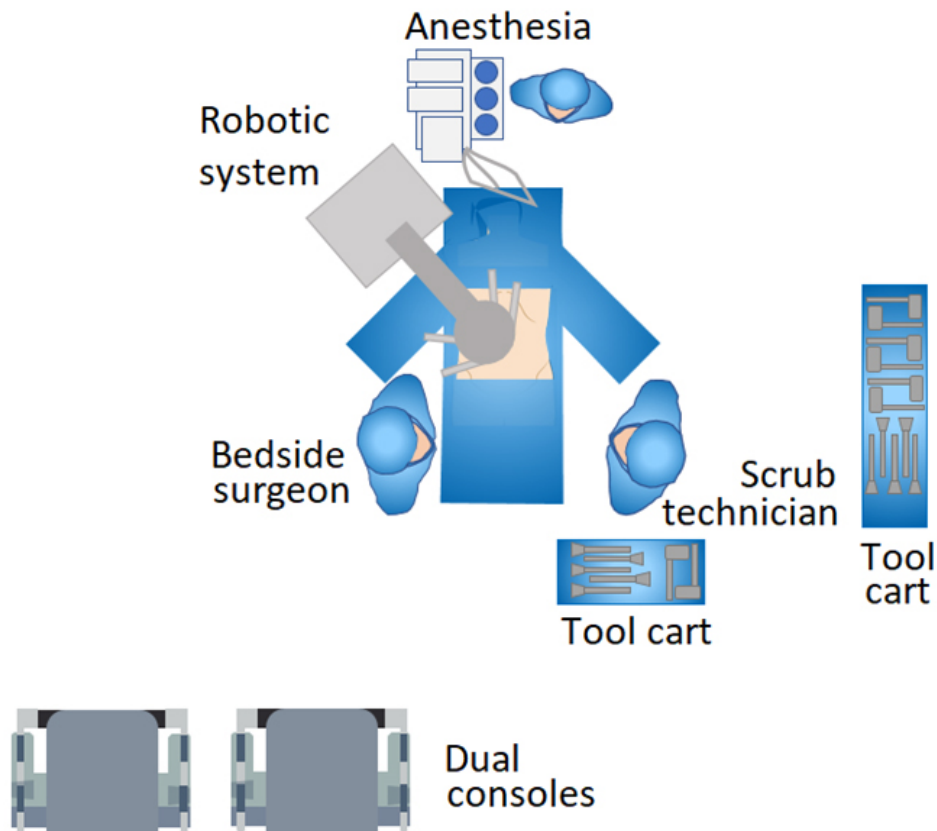 Anesthesia
Robotic
system
Bedside
surgeon
Scrub
technician
Tool
cart
Tool cart
Dual
consoles